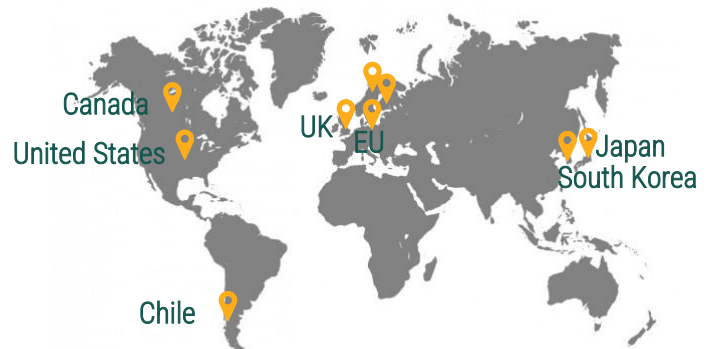 Canada
United States
UK
EU
Japan
South Korea
Chile